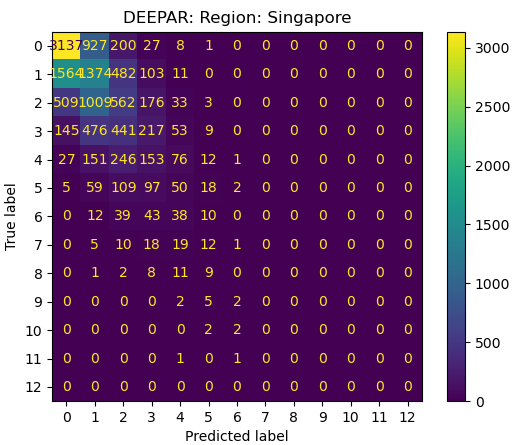 DEEPAR: Region: Singapore
0 3137 927 200 27 8 1 0 0 0 0 0 0 0
1 1564 1374 482 103 11 0 0 0 0 0 0 0 0
2 509 1009 562 176 33 3 0 0 0 0 0 0 0
3 145 476 441 217 53 9 0 0 0 0 0 0 0
4 27 151 246 153 76 12 1 0 0 0 0 0 0
5 5 59 109 97 50 18 2 0 0 0 0 0 0
6 0 12 39 43 38 10 0 0 0 0 0 0 0
7 0 5 10 18 19 12 1 0 0 0 0 0 0
8 0 1 2 8 11 9 0 0 0 0 0 0 0
9 0 0 0 0 2 5 2 0 0 0 0 0 0
10 0 0 0 0 0 2 2 0 0 0 0 0 0
11 0 0 0 0 1 0 1 0 0 0 0 0 0
12 0 0 0 0 0 0 0 0 0 0 0 0 0
0 1 2 3 4 5 6 7 8 9 10 11 12
Predicted label
True label
3000
2500
2000
1500
1000
500
0